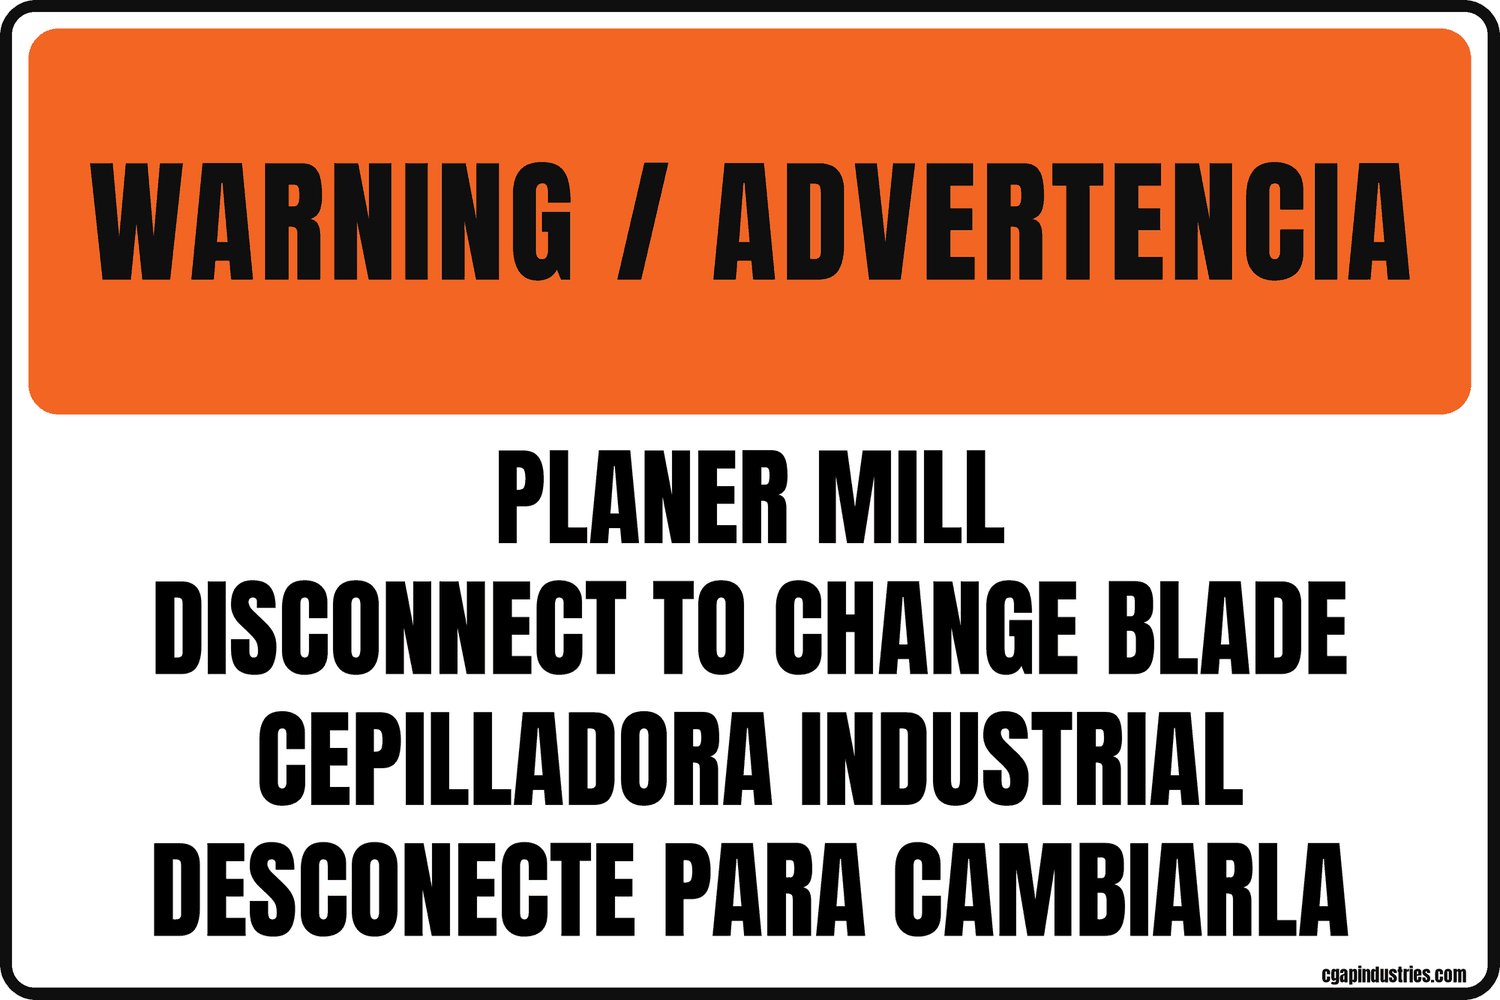 WARNING / ADVERTENCIA
PLANER MILL
DISCONNECT TO CHANGE BLADE
CEPILLADORA INDUSTRIAL
DESCONECTE PARA CAMBIARLA
cgapindustries.com